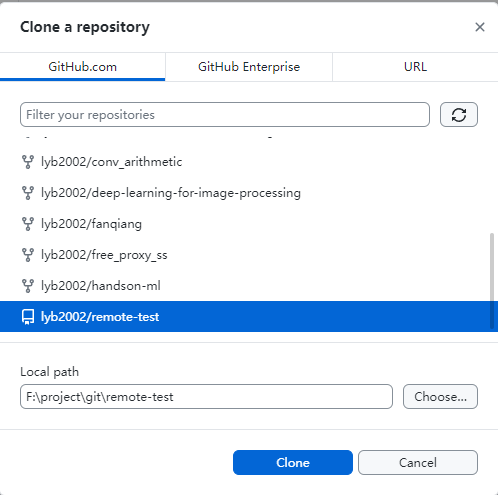 Clone a repository
GitHub.com
GitHub Enterprise
URL
Filter your repositories
lyb2002/conv_arithmetic
lyb2002/deep-learning-for-image-processing
lyb2002/fanqiang
lyb2002/free_proxy_ss
lyb2002/handson-ml
lyb2002/remote-test
Local path
F:\project\git\remote-test
Choose...
Clone
Cancel